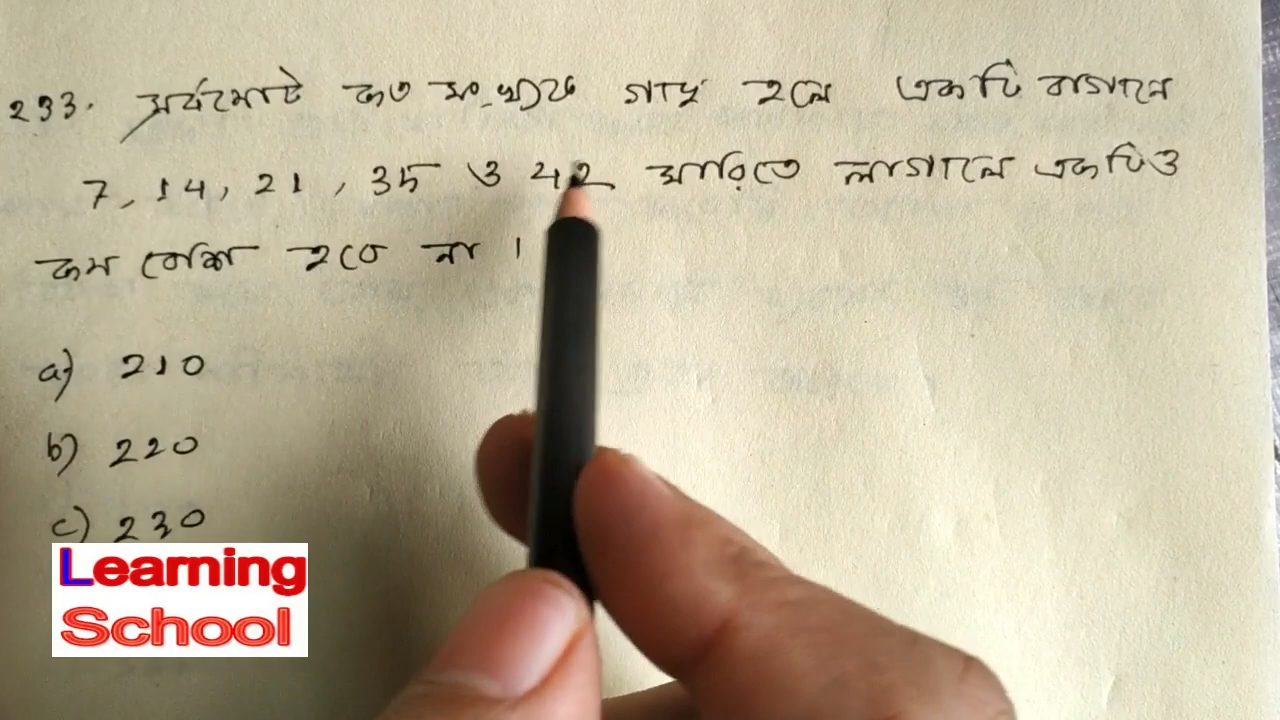 233. সর্বমোট কত সংখ্যক গাছ হলে একটি বাগানে
7, 14, 21, 35 ও 42 সারিতে লাগালে একটিও
কম বেশি হবে না ।
a) 210
b) 220
c) 230
Learning
School